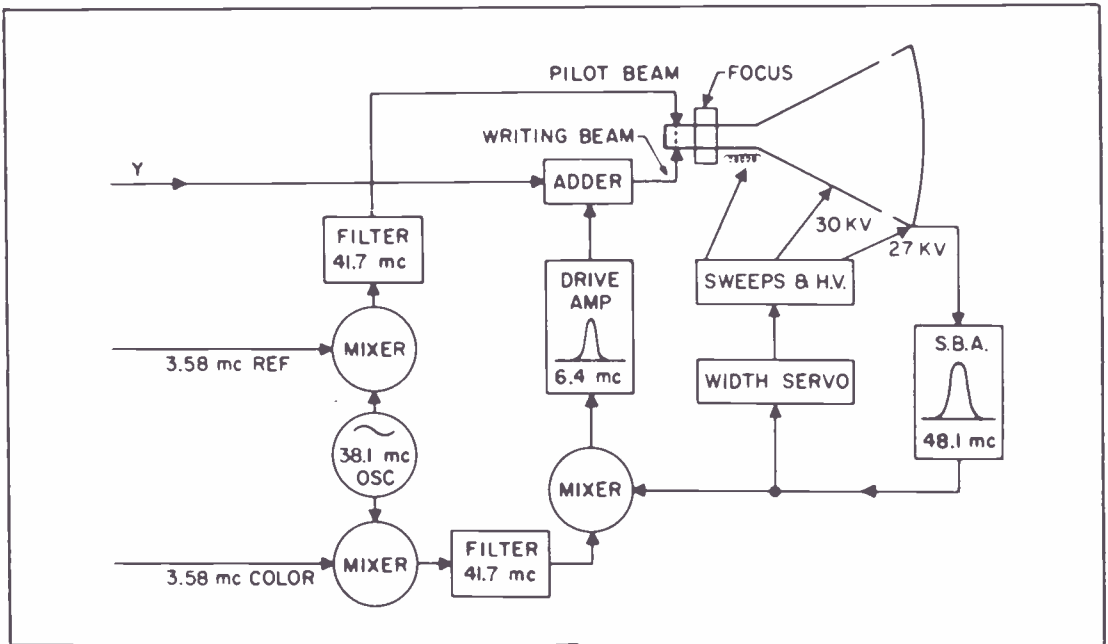 PILOT BEAM
FOCUS
WRITING BEAM
Y
ADDER
30 KV
27 KV
FILTER
41.7 mc
DRIVE
AMP
6.4 mc
SWEEPS & H.V.
S.B.A.
48.1 mc
MIXER
3.58 mc REF
WIDTH SERVO
38.1 mc
OSC
MIXER
MIXER
FILTER
41.7 mc
3.58 mc COLOR